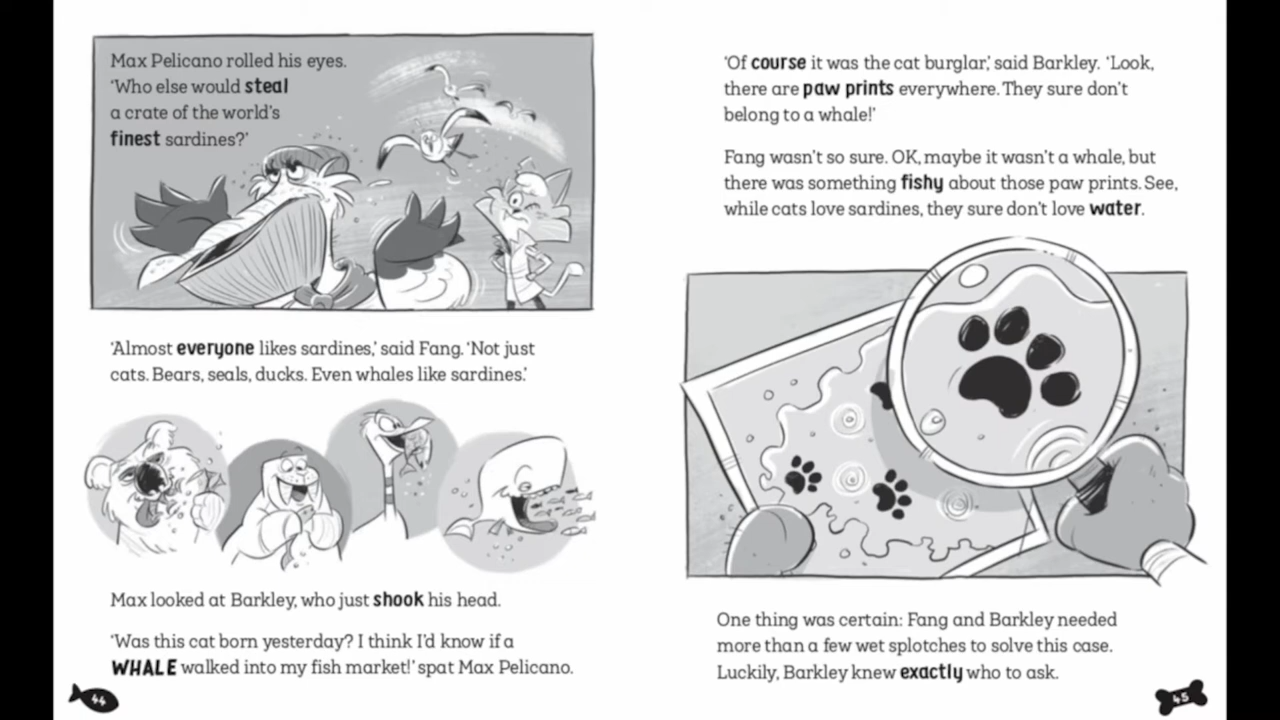 Max Pelicano rolled his eyes.
‘Who else would steal
a crate of the world’s
finest sardines?’
‘Almost everyone likes sardines,’ said Fang. ‘Not just
cats. Bears, seals, ducks. Even whales like sardines.’
Max looked at Barkley, who just shook his head.
‘Was this cat born yesterday? I think I’d know if a
WHALE walked into my fish market!’ spat Max Pelicano.
44
‘Of course it was the cat burglar,’ said Barkley. ‘Look,
there are paw prints everywhere. They sure don’t
belong to a whale!’
Fang wasn’t so sure. OK, maybe it wasn’t a whale, but
there was something fishy about those paw prints. See,
while cats love sardines, they sure don’t love water.
One thing was certain: Fang and Barkley needed
more than a few wet splotches to solve this case.
Luckily, Barkley knew exactly who to ask.
45